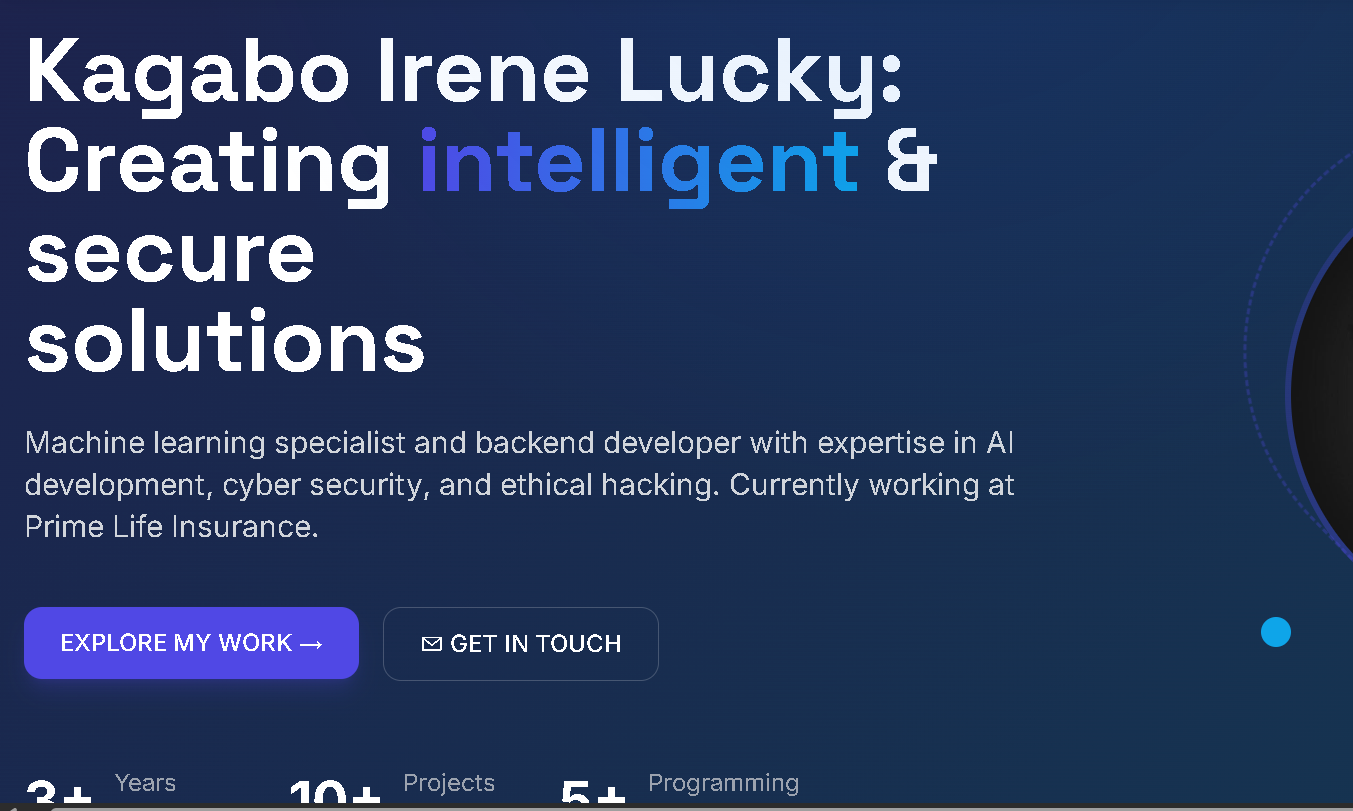 Kagabo Irene Lucky:
Creating intelligent &
secure
solutions
Machine learning specialist and backend developer with expertise in AI
development, cyber security, and ethical hacking. Currently working at
Prime Life Insurance.
EXPLORE MY WORK →
GET IN TOUCH
3+ Years 10+ Projects 5+ Programming